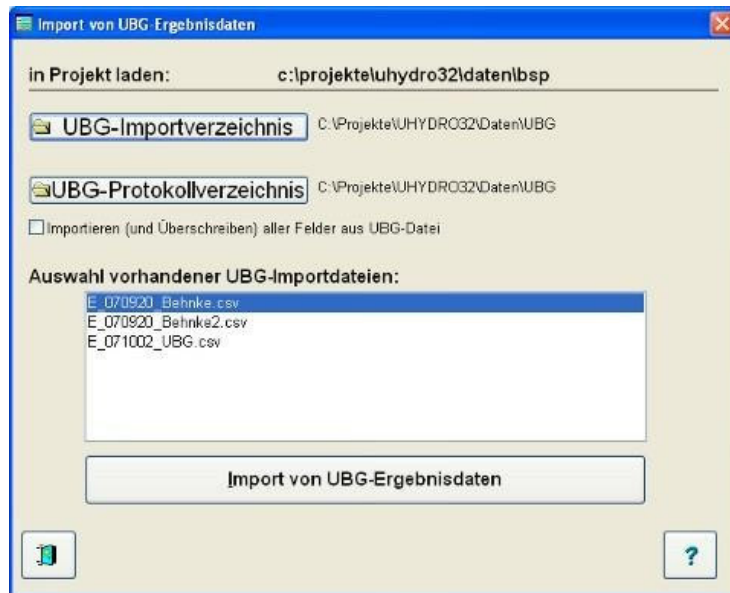 Import von UBG-Ergebnisdaten
in Projekt laden: c:\projekte\uhydro32\daten\bsp
UBG-Importverzeichnis C:\Projekte\UHYDRO32\Daten\UBG
UBG-Protokollverzeichnis C:\Projekte\UHYDRO32\Daten\UBG
Importieren (und Überschreiben) aller Felder aus UBG-Datei
Auswahl vorhandener UBG-Importdateien:
E_070920_Behnke.csv
E_070920_Behnke2.csv
E_071002_UBG.csv
Import von UBG-Ergebnisdaten
?